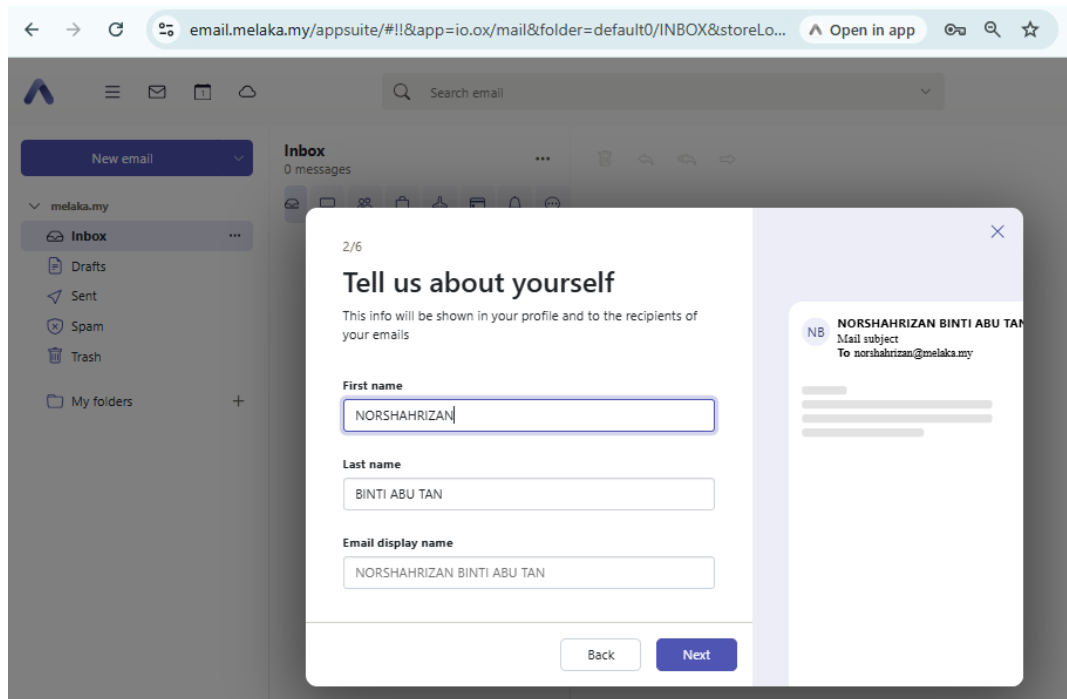 email.melaka.my/appsuite/#!!&app=io.ox/mail&folder=default0/INBOX&storeLo...
Open in app
1
Search email
New email
Inbox
0 messages
melaka.my
Inbox
Drafts
Sent
Spam
Trash
My folders
2/6
Tell us about yourself
This info will be shown in your profile and to the recipients of
your emails
First name
NORSHAHRIZAN
Last name
BINTI ABU TAN
Email display name
NORSHAHRIZAN BINTI ABU TAN
Back
Next
NB
NORSHAHRIZAN BINTI ABU TAN
Mail subject
To norshahrizan@melaka.my